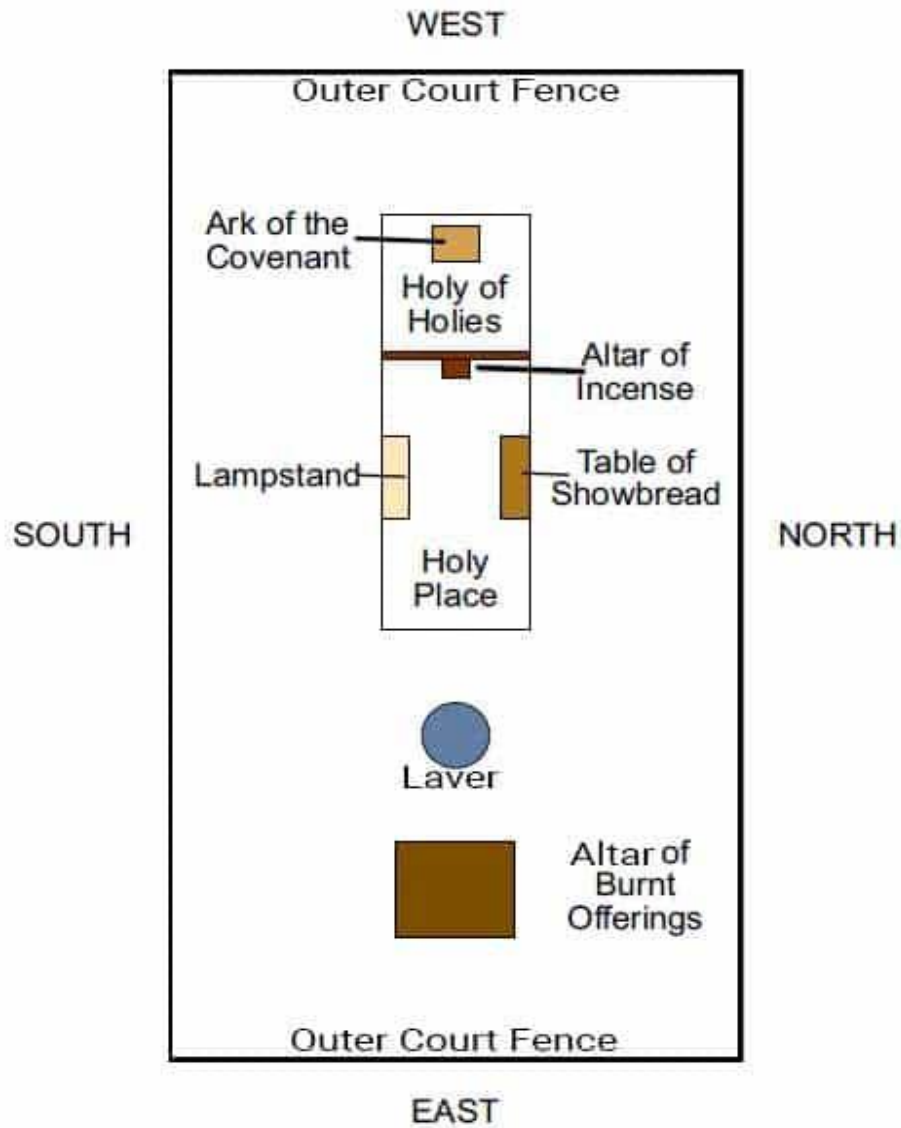 WEST
Outer Court Fence
Ark of the
Covenant
Holy of
Holies
Altar of
Incense
Lampstand
Table of
Showbread
SOUTH
NORTH
Holy
Place
Laver
Altar of
Burnt
Offerings
Outer Court Fence
EAST